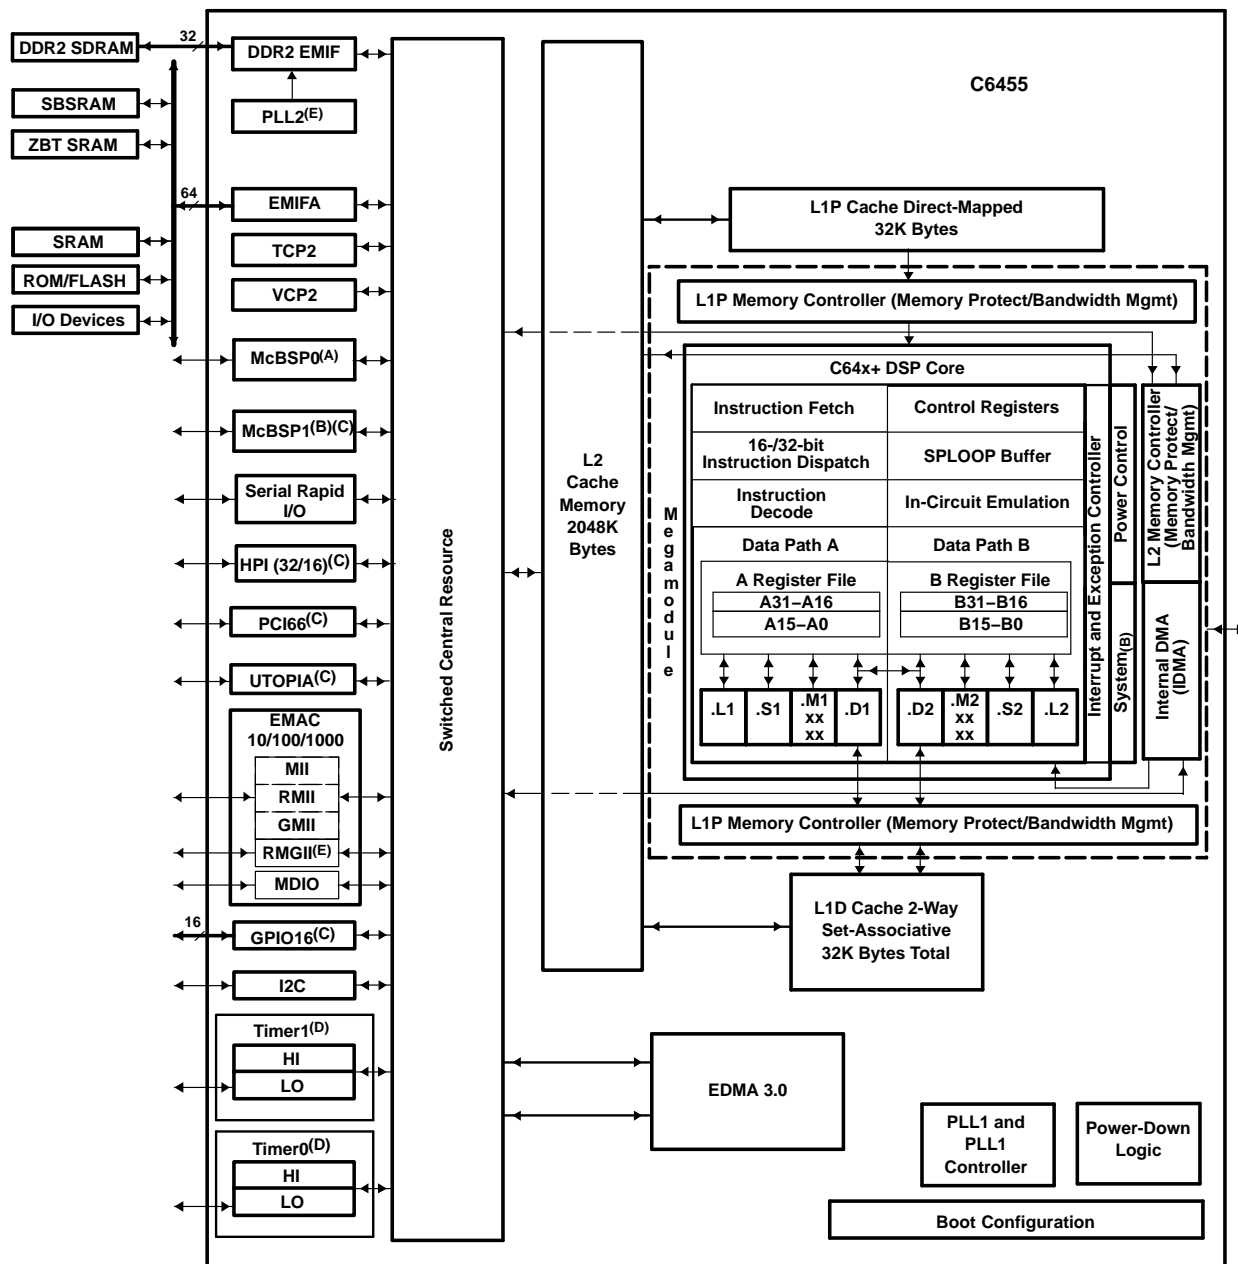 DDR2 SDRAM
32
DDR2 EMIF
PLL2(E)
SBSRAM
ZBT SRAM
64
EMIFA
SRAM
TCP2
ROM/FLASH
VCP2
I/O Devices
McBSP0(A)
McBSP1(B)(C)
Serial Rapid
I/O
HPI (32/16)(C)
PCI66(C)
UTOPIA(C)
EMAC
10/100/1000
MII
RMII
GMII
RMGII(E)
MDIO
16
GPIO16(C)
I2C
Timer1(D)
HI
LO
Timer0(D)
HI
LO
Switched Central Resource
L2
Cache
Memory
2048K
Bytes
C6455
L1P Cache Direct-Mapped
32K Bytes
L1P Memory Controller (Memory Protect/Bandwidth Mgmt)
Megamodule
C64x+ DSP Core
Instruction Fetch
Control Registers
16-/32-bit
Instruction Dispatch
SPLOOP Buffer
Instruction
Decode
In-Circuit Emulation
Data Path A
Data Path B
A Register File
A31–A16
A15–A0
B Register File
B31–B16
B15–B0
.L1
.S1
.M1
xx
xx
.D1
.D2
.M2
xx
xx
.S2
.L2
Interrupt and Exception Controller
Power Control
System(B)
L2 Memory Controller
(Memory Protect/
Bandwidth Mgmt)
Internal DMA
(IDMA)
L1P Memory Controller (Memory Protect/Bandwidth Mgmt)
L1D Cache 2-Way
Set-Associative
32K Bytes Total
EDMA 3.0
PLL1 and
PLL1
Controller
Power-Down
Logic
Boot Configuration